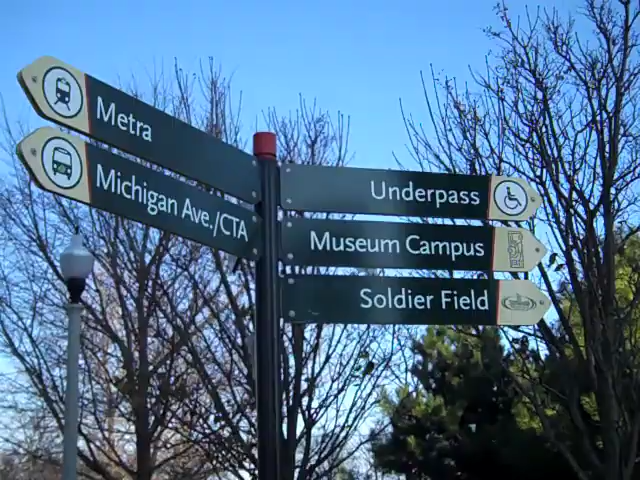 Metra
Michigan Ave./CTA
Underpass
Museum Campus
Soldier Field